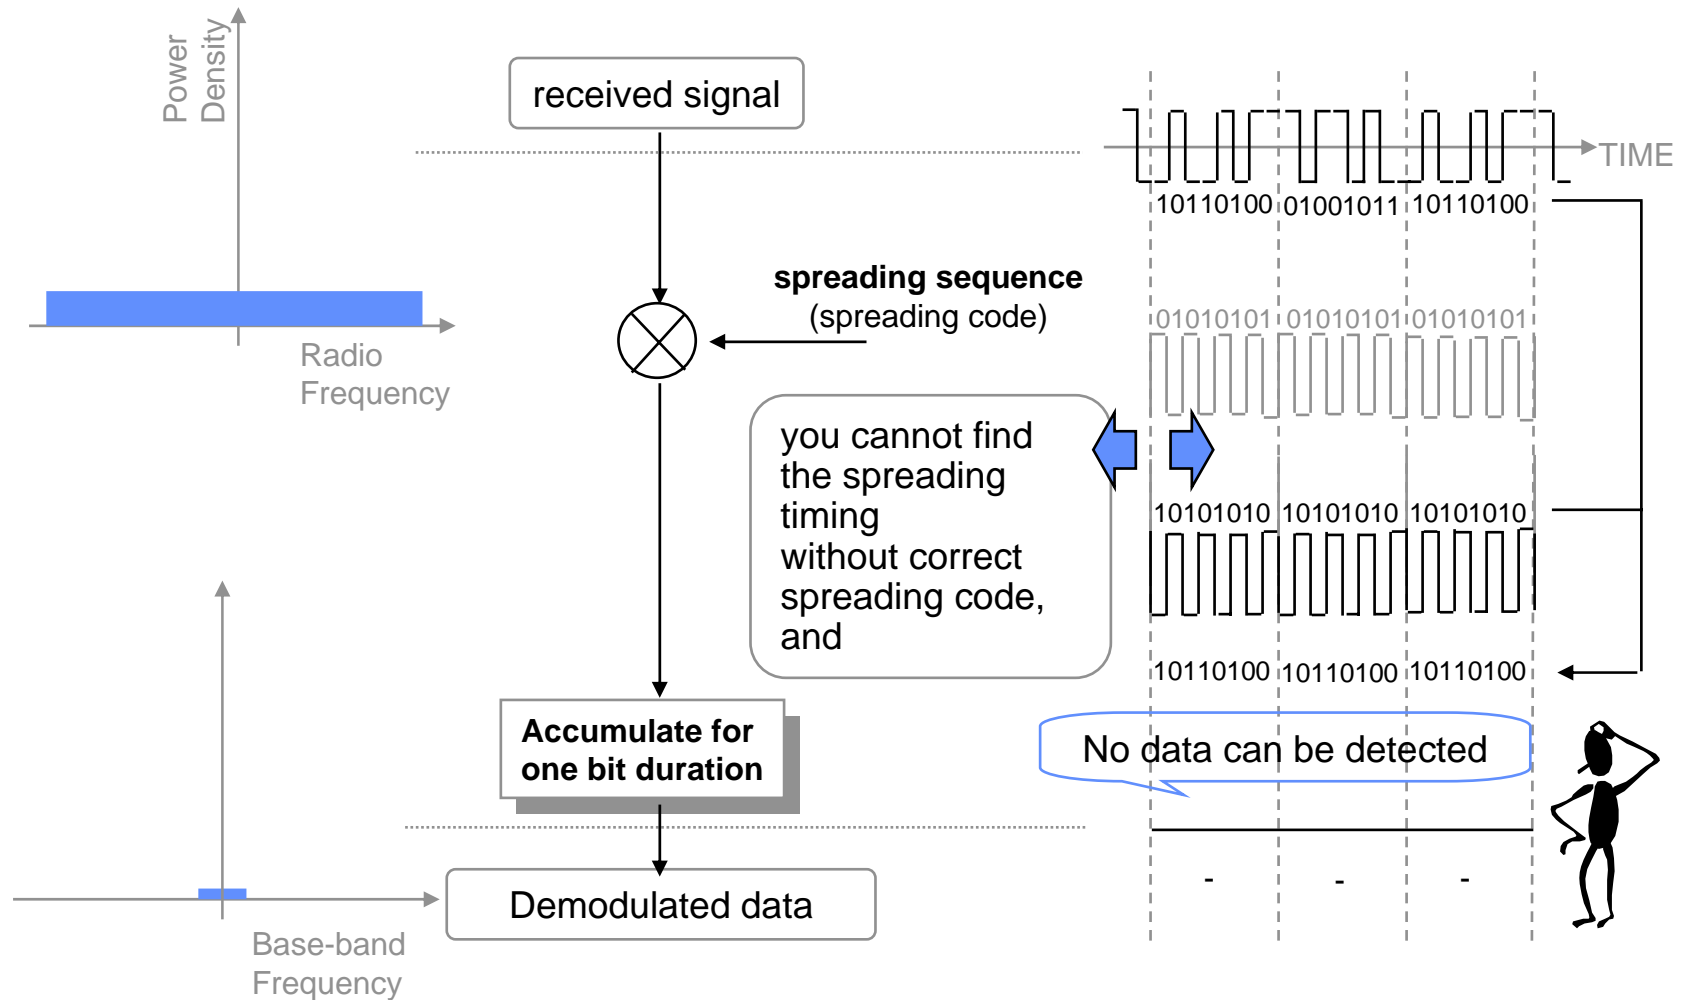 Power
Density
received signal
TIME
10110100 01001011 10110100
spreading sequence
(spreading code)
01010101 01010101 01010101
Radio
Frequency
you cannot find
the spreading
timing
without correct
spreading code,
and
10101010 10101010 10101010
10110100 10110100 10110100
Accumulate for
one bit duration
No data can be detected
- - -
Demodulated data
Base-band
Frequency